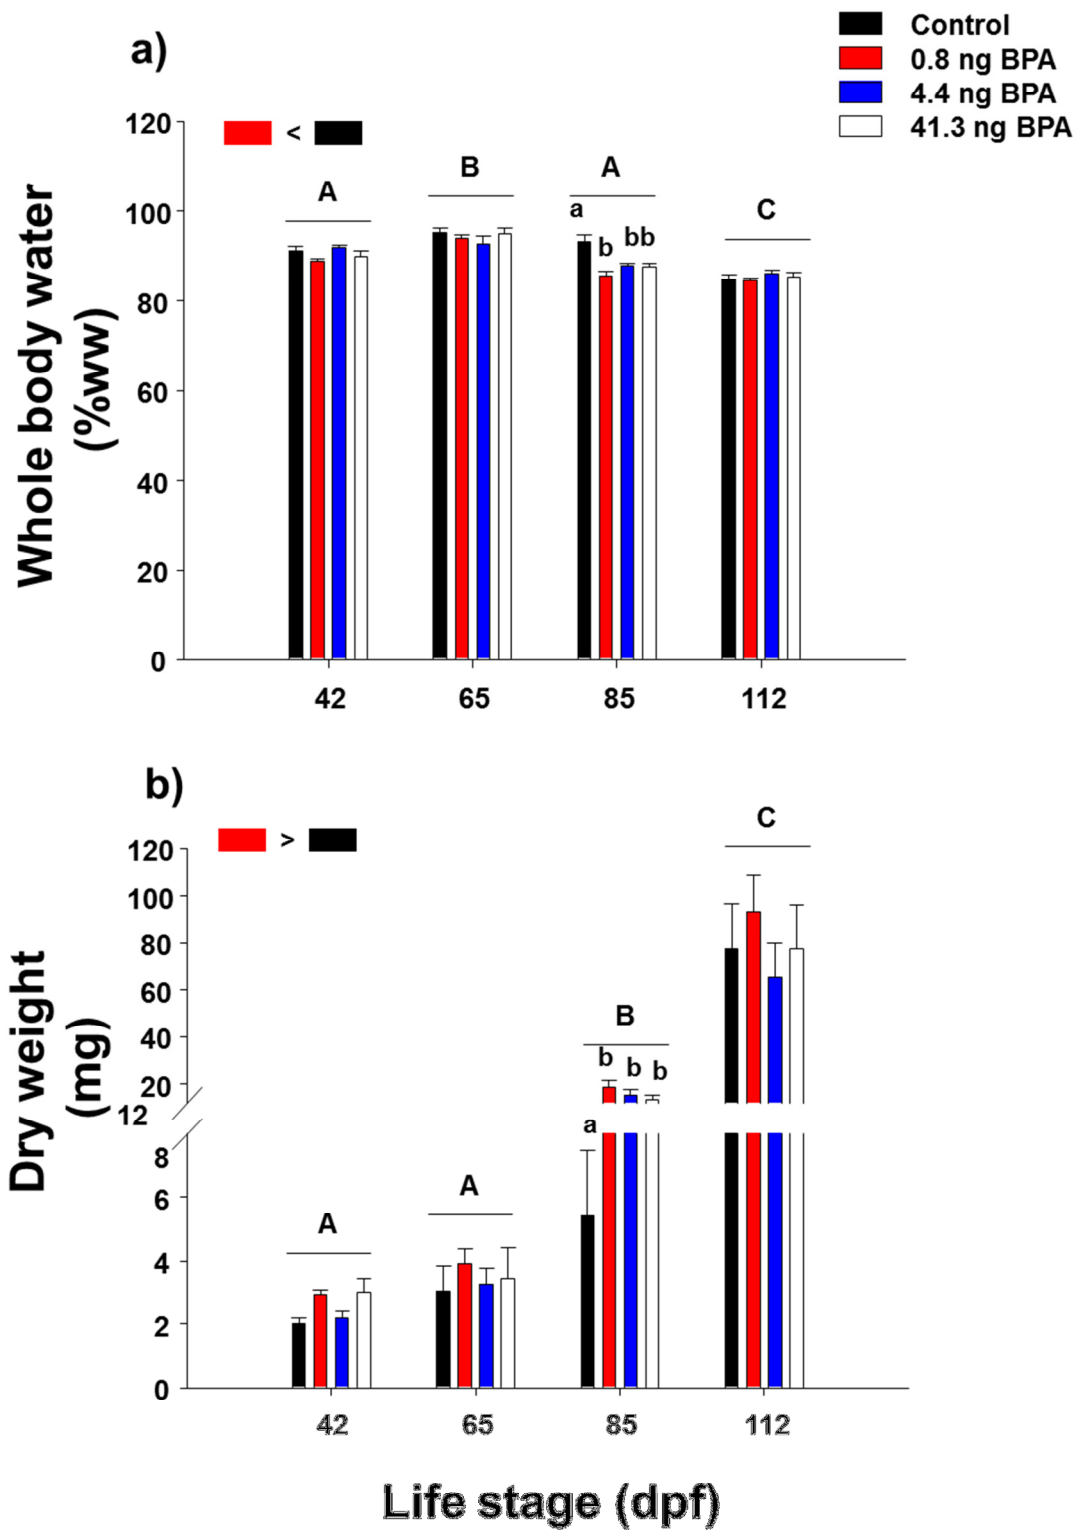 Control
0.8 ng BPA
4.4 ng BPA
41.3 ng BPA
a)
Whole body water
(%ww)
120
100
80
60
40
20
0
<
A
B
A
C
a
b
bb
42
65
85
112
b)
Dry weight
(mg)
120
100
80
60
40
20
12
8
6
4
2
0
>
A
A
B
C
a
b
b
b
42
65
85
112
Life stage (dpf)